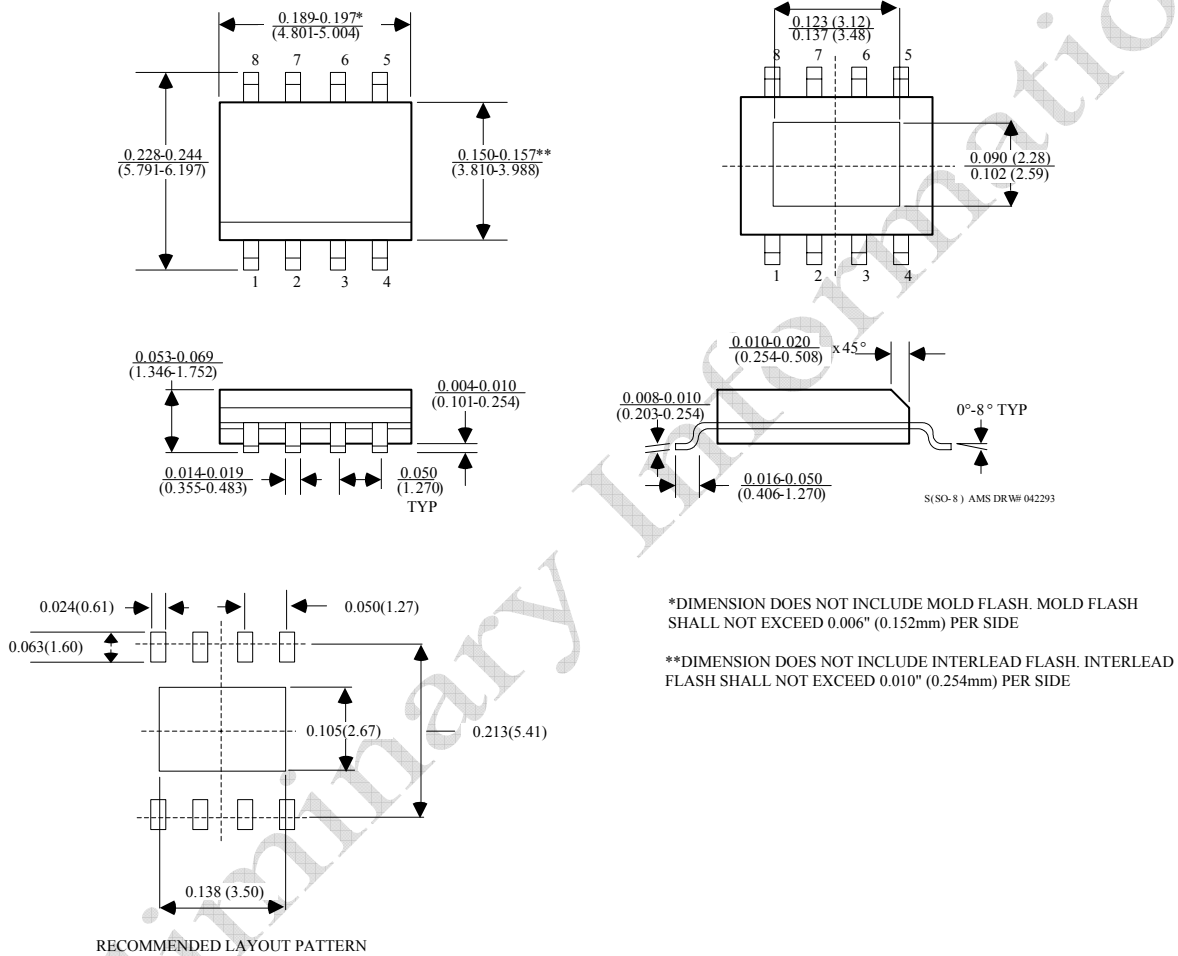 0.189-0.197*
(4.801-5.004)
8 7 6 5
0.228-0.244
(5.791-6.197)
0.150-0.157**
(3.810-3.988)
1 2 3 4
0.123 (3.12)
0.137 (3.48)
8 7 6 5
0.090 (2.28)
0.102 (2.59)
1 2 3 4
0.053-0.069
(1.346-1.752)
0.004-0.010
(0.101-0.254)
0.014-0.019
(0.355-0.483)
0.050
(1.270)
TYP
0.010-0.020
(0.254-0.508)
x 45°
0.008-0.010
(0.203-0.254)
0°-8° TYP
0.016-0.050
(0.406-1.270)
S(SO-8 ) AMS DRW# 042293
0.024(0.61)
0.050(1.27)
0.063(1.60)
0.105(2.67)
0.213(5.41)
0.138 (3.50)
RECOMMENDED LAYOUT PATTERN
*DIMENSION DOES NOT INCLUDE MOLD FLASH. MOLD FLASH
SHALL NOT EXCEED 0.006" (0.152mm) PER SIDE
**DIMENSION DOES NOT INCLUDE INTERLEAD FLASH. INTERLEAD
FLASH SHALL NOT EXCEED 0.010" (0.254mm) PER SIDE
liminary Informatio